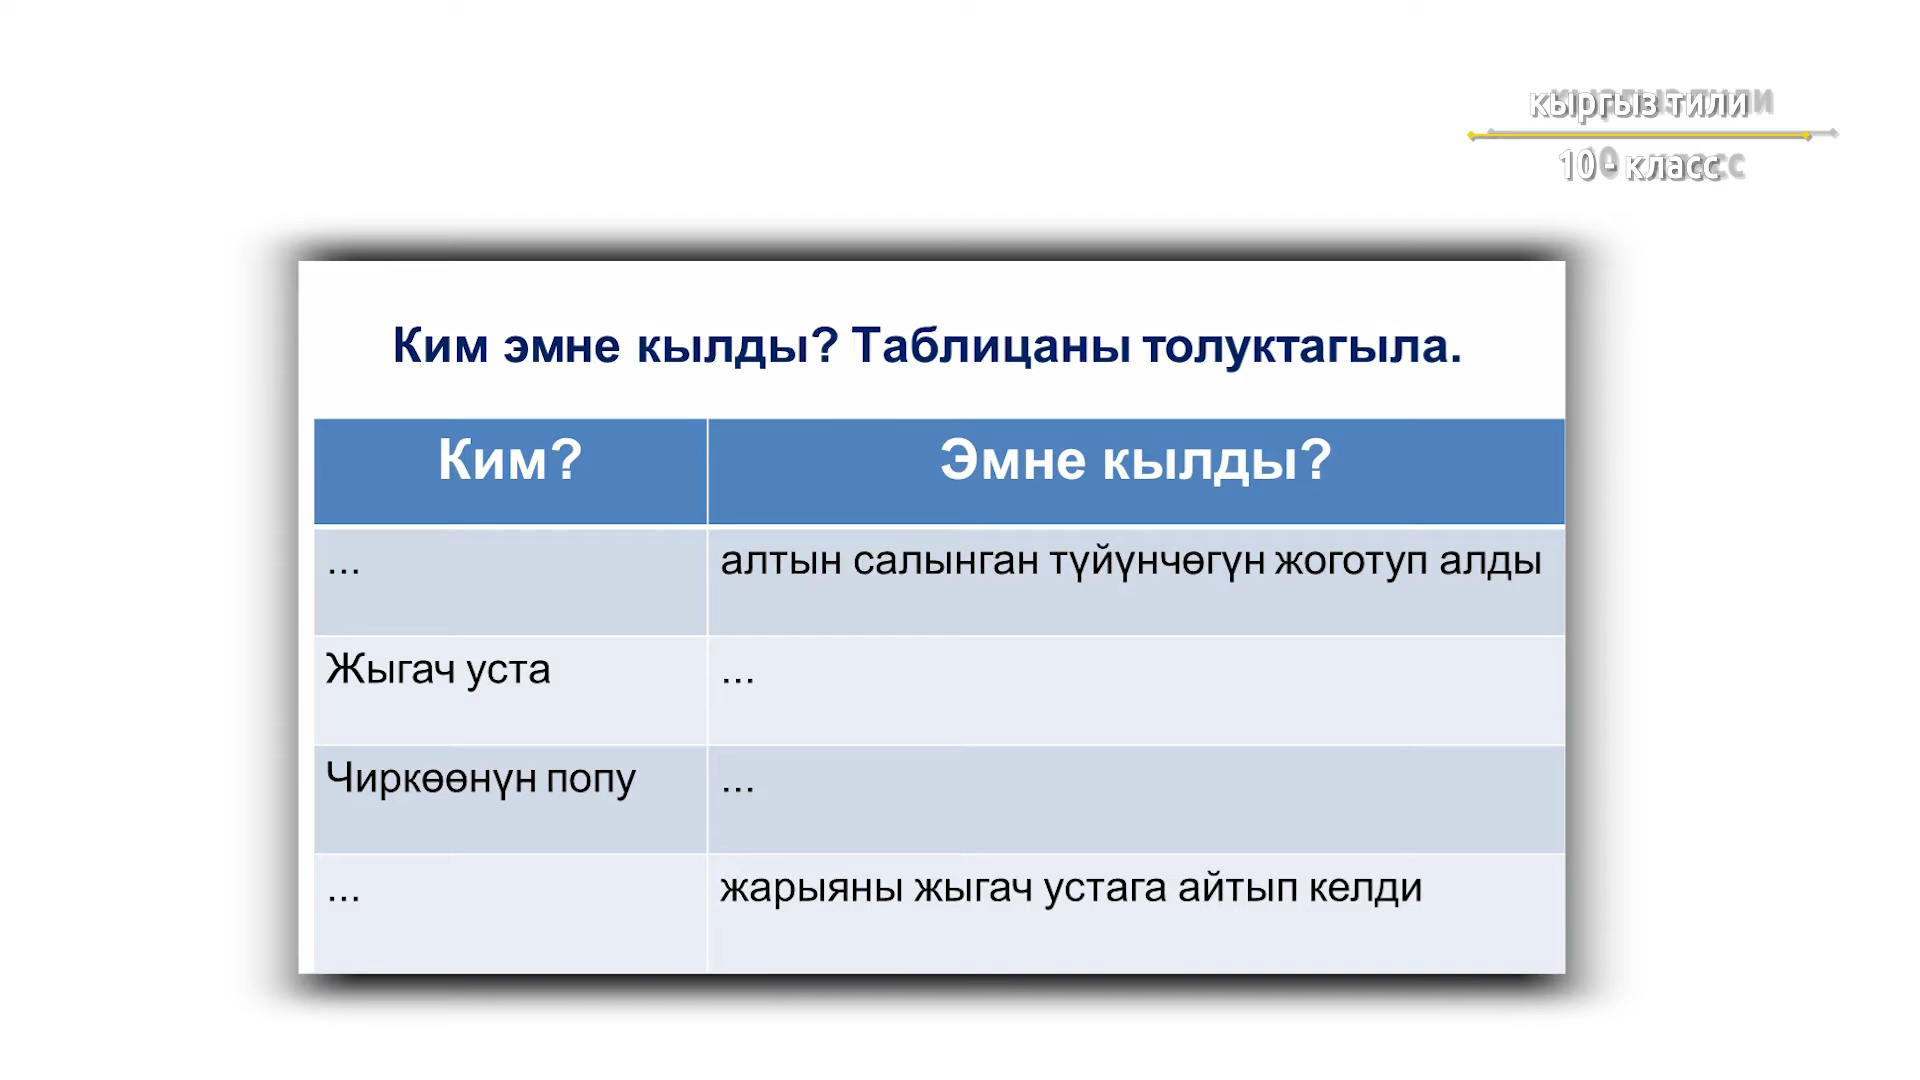 кыргыз тили
10 - класс
Ким эмне кылды? Таблицаны толуктагыла.
Ким? Эмне кылды?
... алтын салынган түйүнчөгүн жоготуп алды
Жыгач уста ...
Чиркөөнүн попу ...
... жарыяны жыгач устага айтып келди